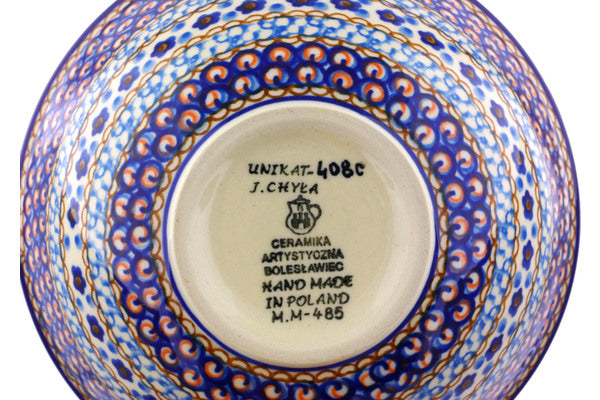 UNIKAT-408C
J. CHYŁA
CERAMIKA
ARTYSTYCZNA
BOLESŁAWIEC
HAND MADE
IN POLAND
M.M-485